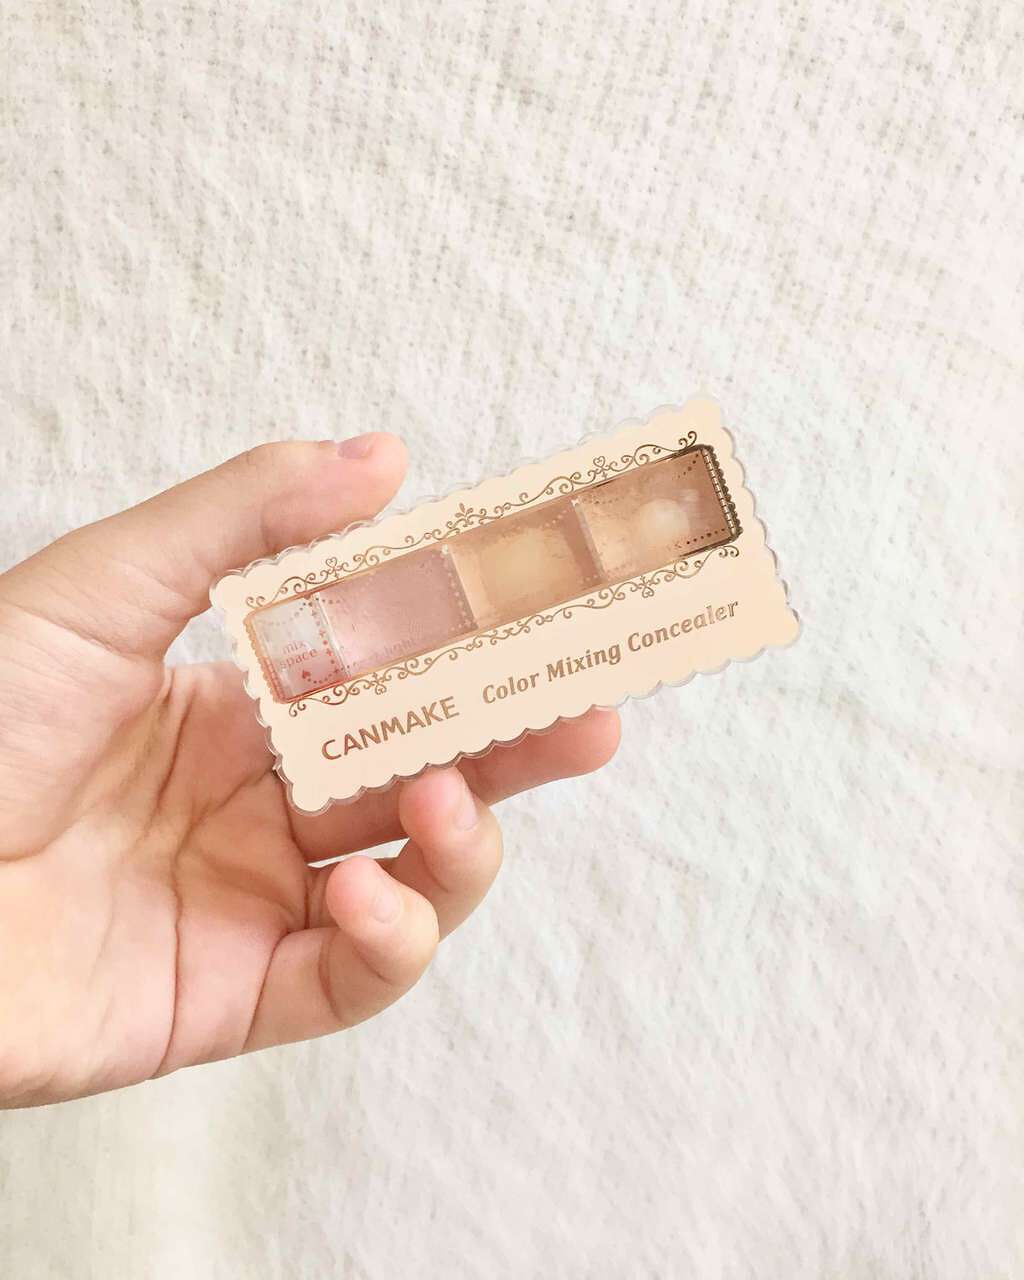 mix
space
CANMAKE Color Mixing Concealer